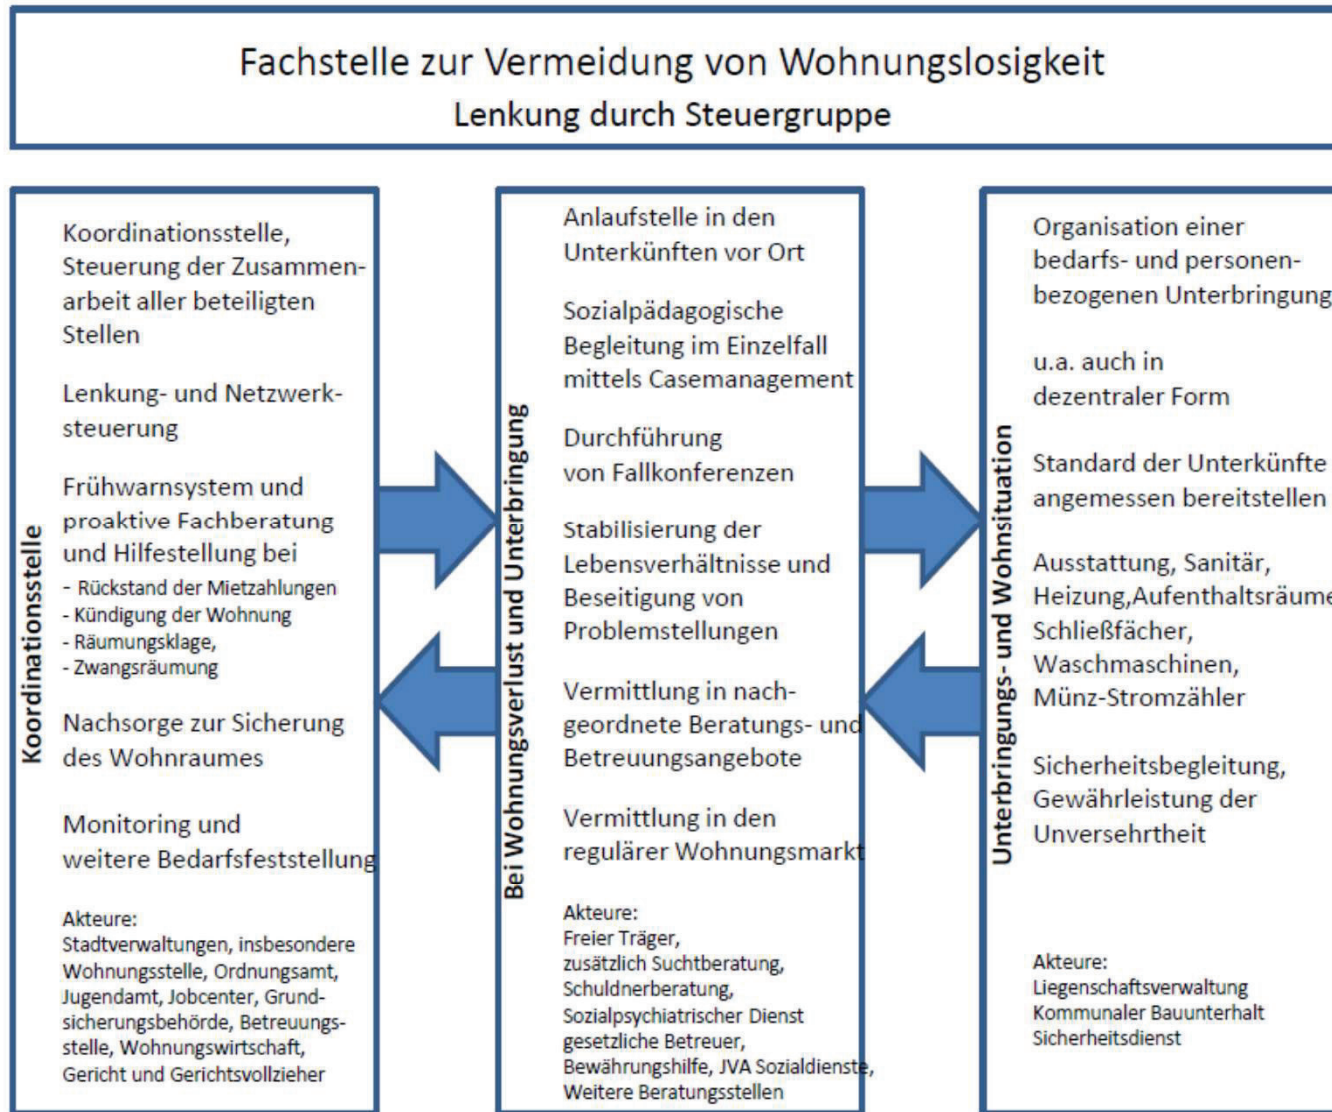 Fachstelle zur Vermeidung von Wohnungslosigkeit
Lenkung durch Steuergruppe
Koordinationsstelle
Koordinationsstelle,
Steuerung der Zusammen-
arbeit aller beteiligten
Stellen
Lenkung- und Netzwerk-
steuerung
Frühwarnsystem und
proaktive Fachberatung
und Hilfestellung bei
- Rückstand der Mietzahlungen
- Kündigung der Wohnung
- Räumungsklage,
- Zwangsräumung
Nachsorge zur Sicherung
des Wohnraumes
Monitoring und
weitere Bedarfsfeststellung
Akteure:
Stadtverwaltungen, insbesondere
Wohnungsstelle, Ordnungsamt,
Jugendamt, Jobcenter, Grund-
sicherungsbehörde, Betreuungs-
stelle, Wohnungswirtschaft,
Gericht und Gerichtsvollzieher
Bei Wohnungsverlust und Unterbringung
Anlaufstelle in den
Unterkünften vor Ort
Sozialpädagogische
Begleitung im Einzelfall
mittels Casemanagement
Durchführung
von Fallkonferenzen
Stabilisierung der
Lebensverhältnisse und
Beseitigung von
Problemstellungen
Vermittlung in nach-
geordnete Beratungs- und
Betreuungsangebote
Vermittlung in den
regulärer Wohnungsmarkt
Akteure:
Freier Träger,
zusätzlich Suchtberatung,
Schuldnerberatung,
Sozialpsychiatrischer Dienst
gesetzliche Betreuer,
Bewährungshilfe, JVA Sozialdienste,
Weitere Beratungsstellen
Unterbringungs- und Wohnsituation
Organisation einer
bedarfs- und personen-
bezogenen Unterbringung
u.a. auch in
dezentraler Form
Standard der Unterkünfte
angemessen bereitstellen
Ausstattung, Sanitär,
Heizung,Aufenthaltsräume
Schließfächer,
Waschmaschinen,
Münz-Stromzähler
Sicherheitsbegleitung,
Gewährleistung der
Unversehrtheit
Akteure:
Liegenschaftsverwaltung
Kommunaler Bauunterhalt
Sicherheitsdienst